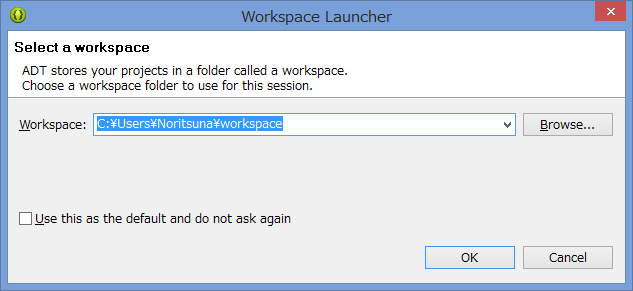 Workspace Launcher
Select a workspace
ADT stores your projects in a folder called a workspace.
Choose a workspace folder to use for this session.
Workspace: C:¥Users¥Noritsuna¥workspace Browse...
Use this as the default and do not ask again
OK Cancel